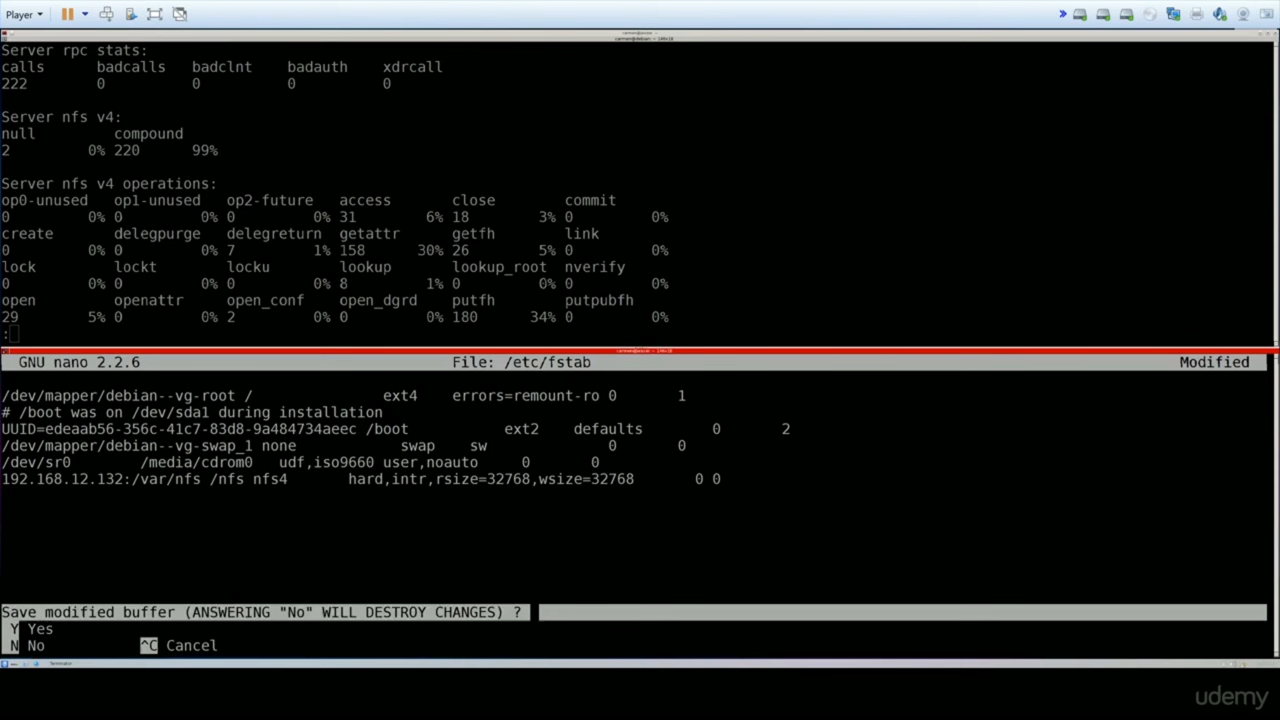 Player
Server rpc stats:
calls badcalls badclnt badauth xdrcall
222 0 0 0 0
Server nfs v4:
null compound
2 0% 220 99%
Server nfs v4 operations:
op0-unused op1-unused op2-future access close commit
0 0% 0 0% 0 0% 31 6% 18 3% 0 0%
create delegpurge delegreturn getattr getfh link
0 0% 0 0% 7 1% 158 30% 26 5% 0 0%
lock lockt locku lookup lookup_root nverify
0 0% 0 0% 0 0% 8 1% 0 0% 0 0%
open openattr open_conf open_dgrd putfh putpubfh
29 5% 0 0% 2 0% 0 0% 180 34% 0 0%
:
GNU nano 2.2.6 File: /etc/fstab Modified
/dev/mapper/debian--vg-root / ext4 errors=remount-ro 0 1
# /boot was on /dev/sda1 during installation
UUID=edeaab56-356c-41c7-83d8-9a484734aeec /boot ext2 defaults 0 2
/dev/mapper/debian--vg-swap_1 none swap sw 0 0
/dev/sr0 /media/cdrom0 udf,iso9660 user,noauto 0 0
192.168.12.132:/var/nfs /nfs nfs4 hard,intr,rsize=32768,wsize=32768 0 0
Save modified buffer (ANSWERING "No" WILL DESTROY CHANGES) ?
Y Yes
N No ^C Cancel
Terminator
udemy